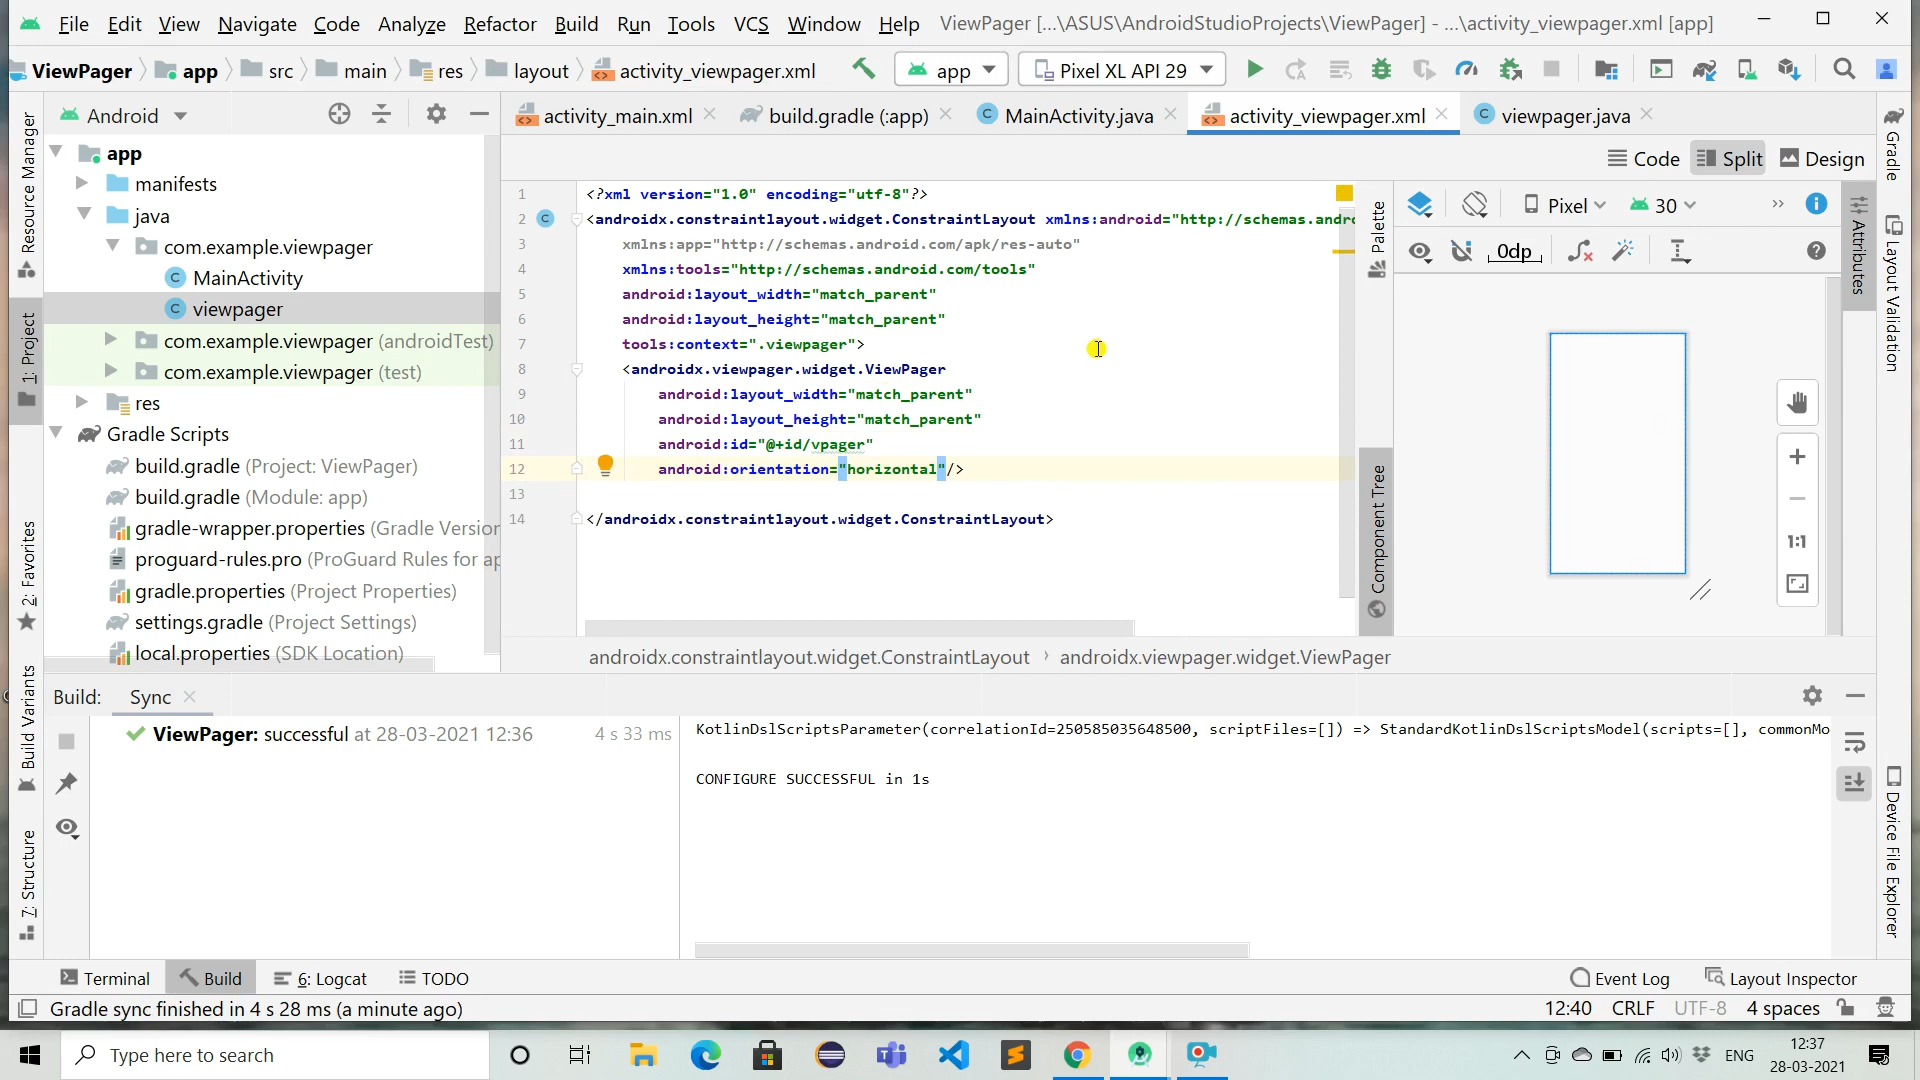 File Edit View Navigate Code Analyze Refactor Build Run Tools VCS Window Help ViewPager [...\ASUS\AndroidStudioProjects\ViewPager] - ...\activity_viewpager.xml [app]
ViewPager app src main res layout activity_viewpager.xml app Pixel XL API 29
Android
activity_main.xml build.gradle (:app) MainActivity.java activity_viewpager.xml viewpager.java
Code Split Design
Resource Manager
1: Project
2: Favorites
Build Variants
7: Structure
app
manifests
java
com.example.viewpager
MainActivity
viewpager
com.example.viewpager (androidTest)
com.example.viewpager (test)
res
Gradle Scripts
build.gradle (Project: ViewPager)
build.gradle (Module: app)
gradle-wrapper.properties (Gradle Version
proguard-rules.pro (ProGuard Rules for ap
gradle.properties (Project Properties)
settings.gradle (Project Settings)
local.properties (SDK Location)
1 <?xml version="1.0" encoding="utf-8"?>
2 <androidx.constraintlayout.widget.ConstraintLayout xmlns:android="http://schemas.andro
3 xmlns:app="http://schemas.android.com/apk/res-auto"
4 xmlns:tools="http://schemas.android.com/tools"
5 android:layout_width="match_parent"
6 android:layout_height="match_parent"
7 tools:context=".viewpager">
8 <androidx.viewpager.widget.ViewPager
9 android:layout_width="match_parent"
10 android:layout_height="match_parent"
11 android:id="@+id/vpager"
12 android:orientation="horizontal"/>
13
14 </androidx.constraintlayout.widget.ConstraintLayout>
androidx.constraintlayout.widget.ConstraintLayout › androidx.viewpager.widget.ViewPager
Palette
Component Tree
Pixel 30
0dp
1:1
Attributes
Gradle
Layout Validation
Device File Explorer
Build: Sync
ViewPager: successful at 28-03-2021 12:36 4 s 33 ms
KotlinDslScriptsParameter(correlationId=250585035648500, scriptFiles=[]) => StandardKotlinDslScriptsModel(scripts=[], commonMo
CONFIGURE SUCCESSFUL in 1s
Terminal Build 6: Logcat TODO Event Log Layout Inspector
Gradle sync finished in 4 s 28 ms (a minute ago) 12:40 CRLF UTF-8 4 spaces
Type here to search ENG 12:37
28-03-2021